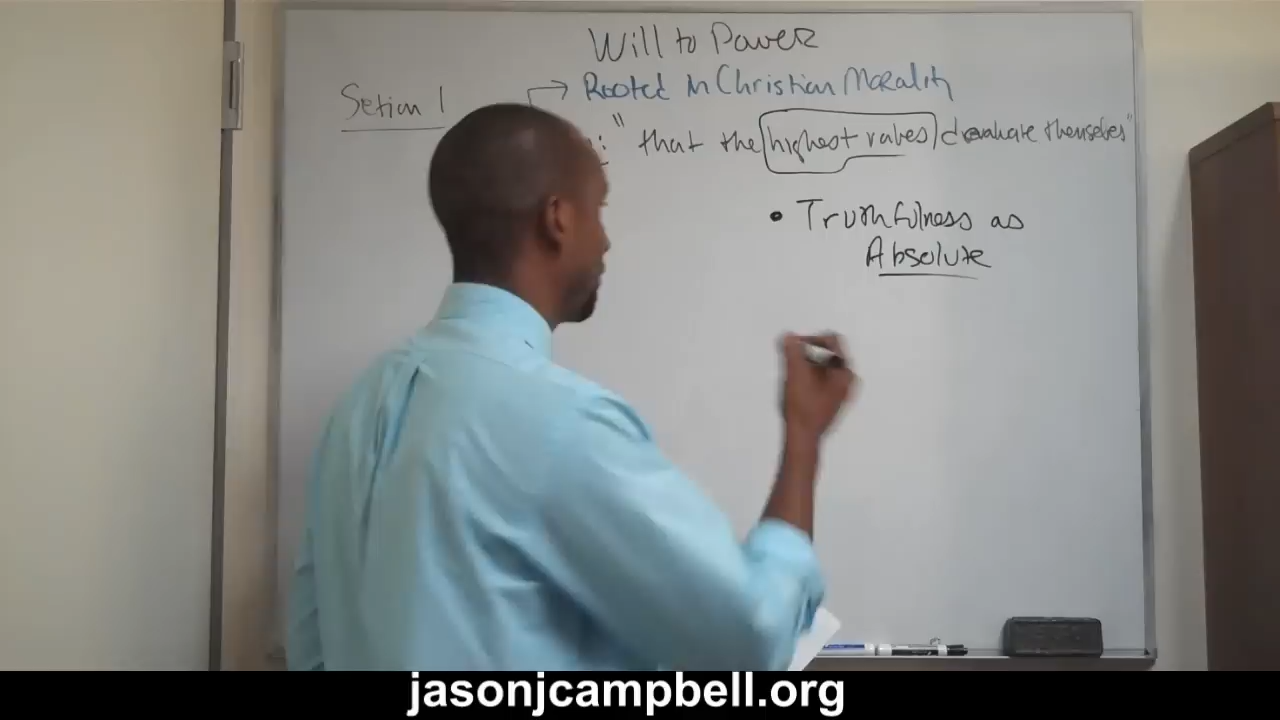 Will to Power
Section 1
→ Rooted in Christian Morality
: " that the highest values devaluate themselves"
• Truthfulness as
Absolute
jasonjcampbell.org